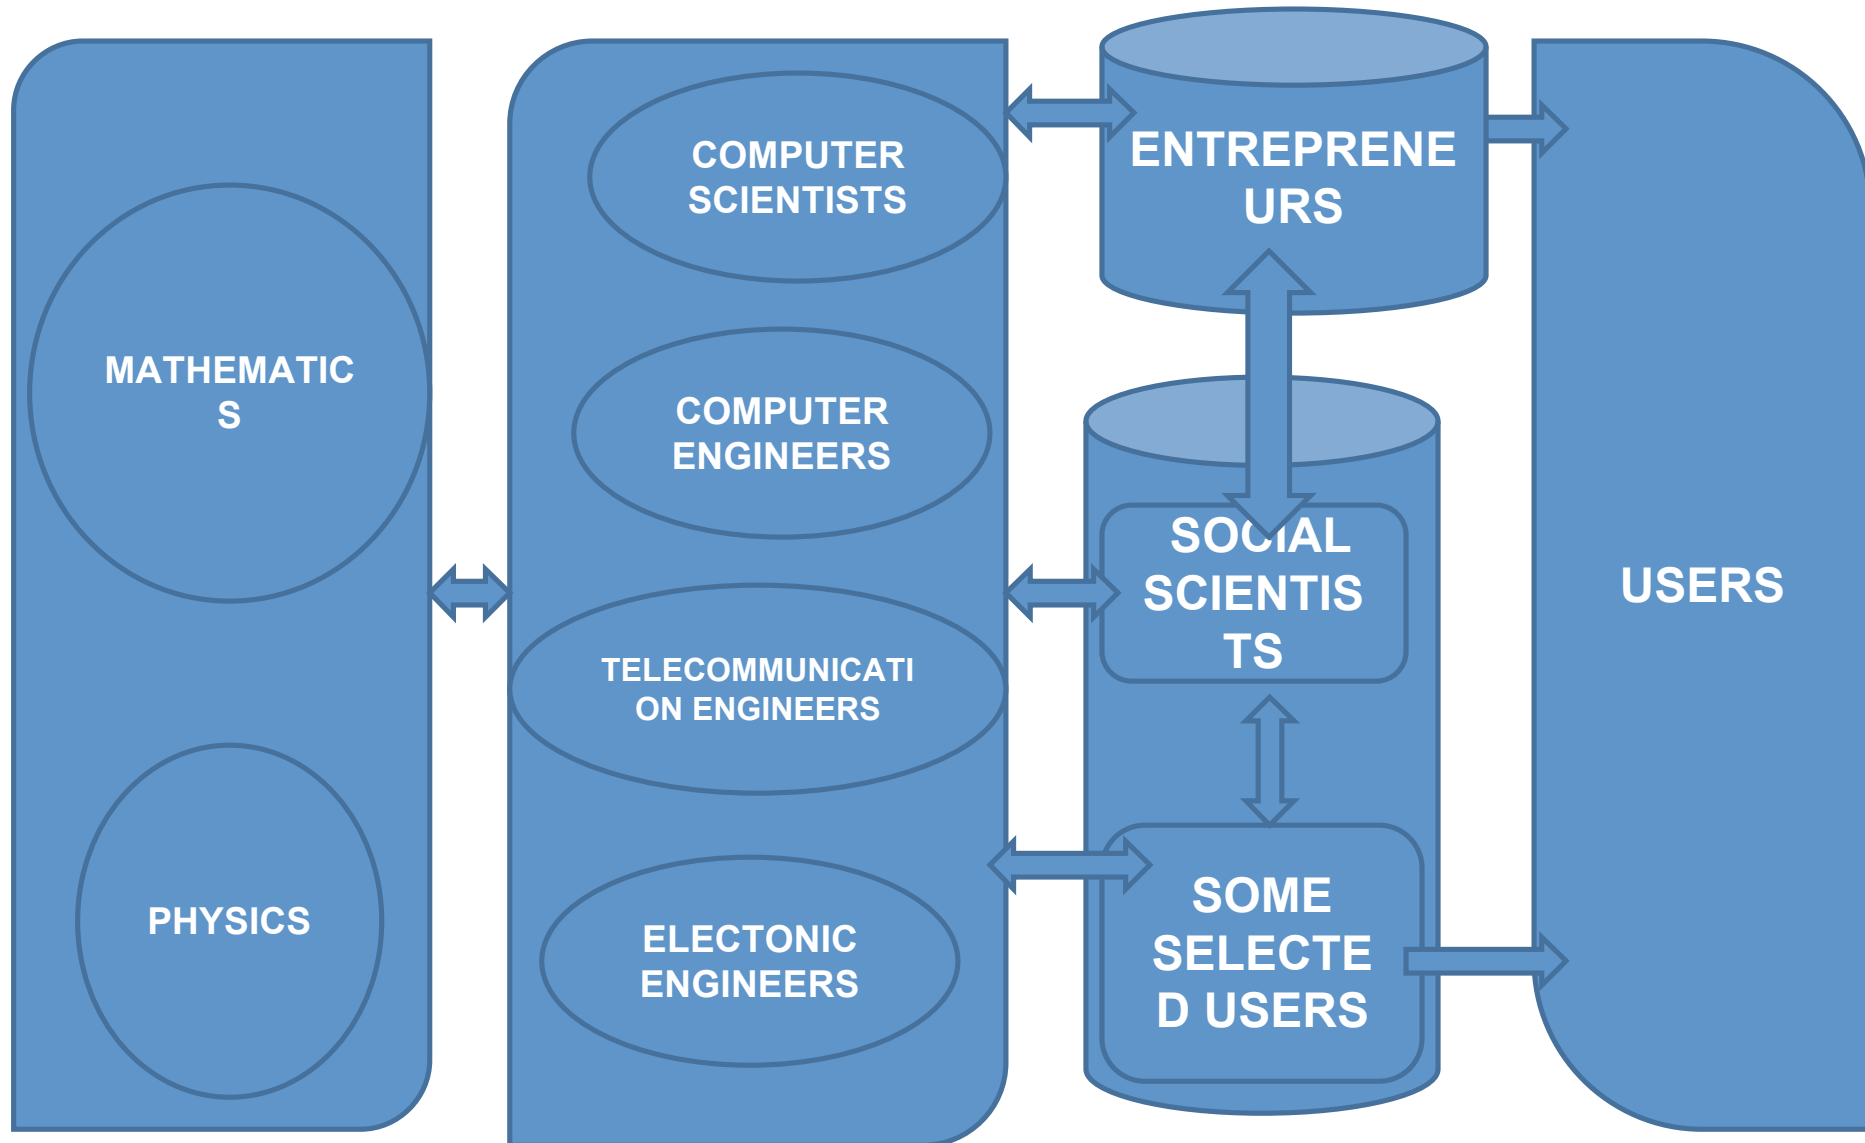 MATHEMATIC
S
PHYSICS
COMPUTER
SCIENTISTS
COMPUTER
ENGINEERS
TELECOMMUNICATI
ON ENGINEERS
ELECTONIC
ENGINEERS
ENTREPRENE
URS
SOCIAL
SCIENTIS
TS
SOME
SELECTE
D USERS
USERS